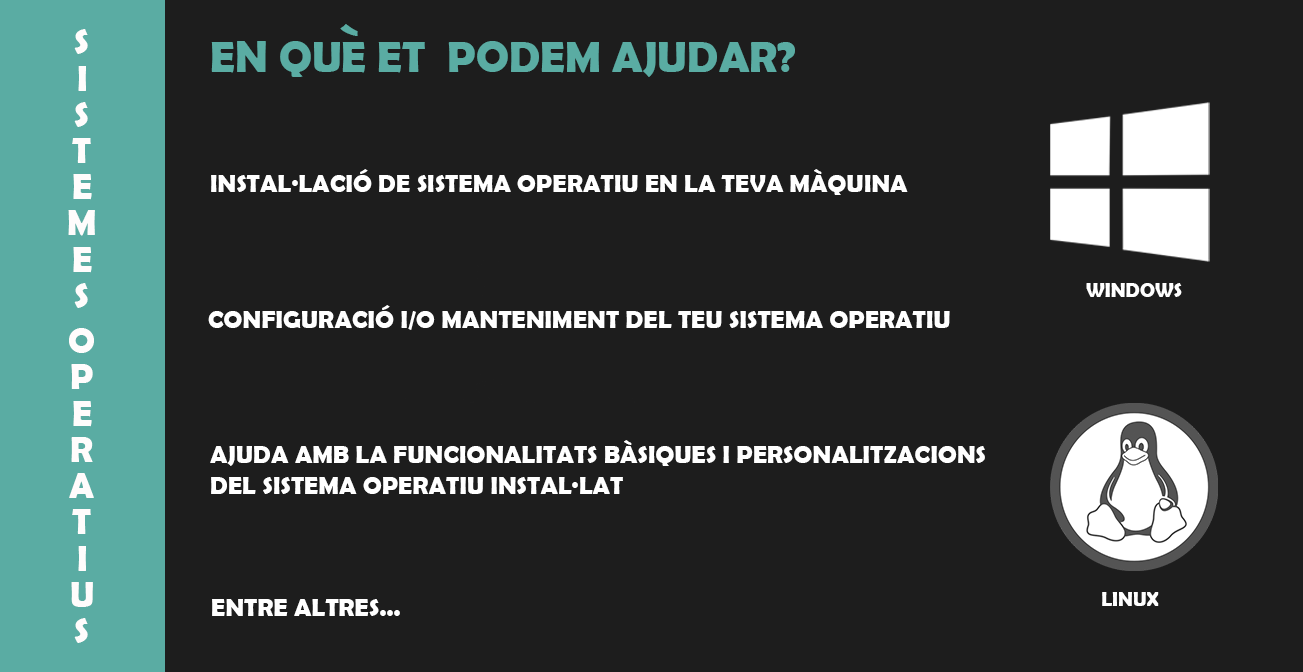 SISTEMES OPERATIUS
EN QUÈ ET PODEM AJUDAR?
INSTAL·LACIÓ DE SISTEMA OPERATIU EN LA TEVA MÀQUINA
CONFIGURACIÓ I/O MANTENIMENT DEL TEU SISTEMA OPERATIU
AJUDA AMB LA FUNCIONALITATS BÀSIQUES I PERSONALITZACIONS
DEL SISTEMA OPERATIU INSTAL·LAT
ENTRE ALTRES...
WINDOWS
LINUX